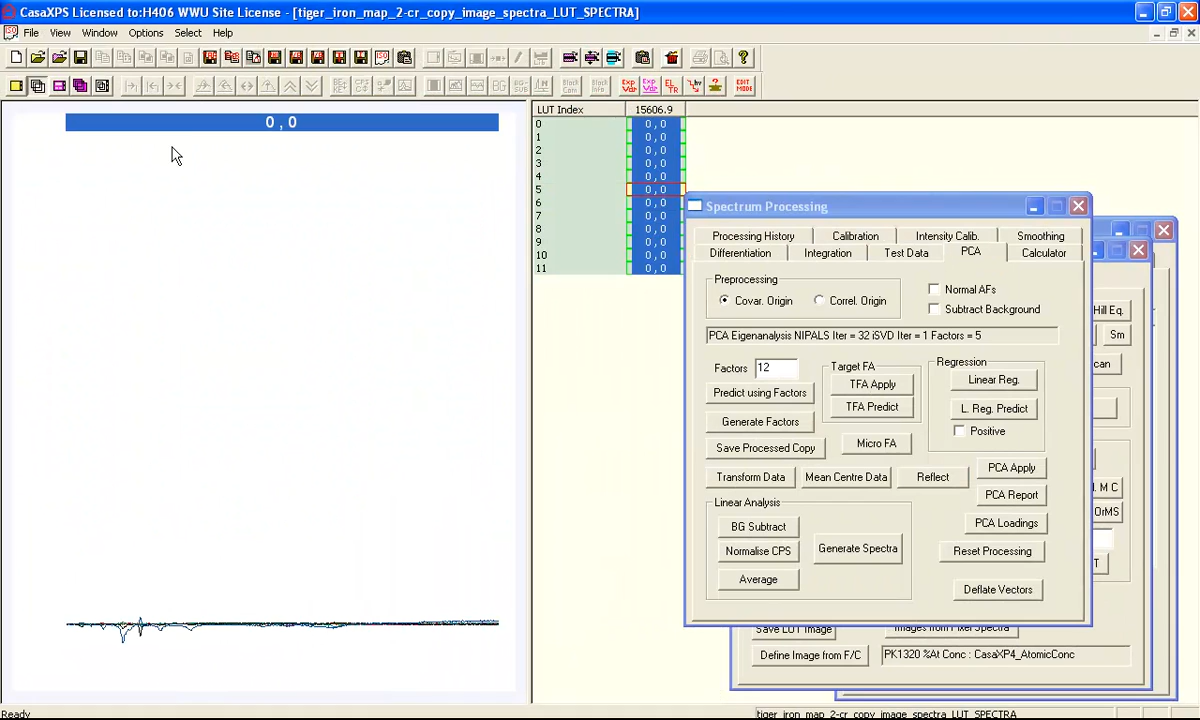 CasaXPS Licensed to:H406 WWU Site License - [tiger_iron_map_2-cr_copy_image_spectra_LUT_SPECTRA]
File View Window Options Select Help
0 , 0
LUT Index 15606.9
0 0 , 0
1 0 , 0
2 0 , 0
3 0 , 0
4 0 , 0
5 0 , 0
6 0 , 0
7 0 , 0
8 0 , 0
9 0 , 0
10 0 , 0
11 0 , 0
Spectrum Processing
Processing History Calibration Intensity Calib. Smoothing
Differentiation Integration Test Data PCA Calculator
Preprocessing
Covar. Origin Correl. Origin
Normal AFs
Subtract Background
PCA Eigenanalysis NIPALS Iter = 32 iSVD Iter = 1 Factors = 5
Factors 12
Predict using Factors
Generate Factors
Save Processed Copy
Target FA
TFA Apply
TFA Predict
Micro FA
Regression
Linear Reg.
L. Reg. Predict
Positive
Transform Data Mean Centre Data Reflect
PCA Apply
PCA Report
PCA Loadings
Reset Processing
Deflate Vectors
Linear Analysis
BG Subtract
Normalise CPS
Average
Generate Spectra
Hill Eq.
Sm
can
. M C
OrMS
T
Save LUT Image Images from Pixel Spectra
Define Image from F/C PK1320 %At Conc : CasaXP4_AtomicConc
Ready tiger_iron_map_2-cr_copy_image_spectra_LUT_SPECTRA